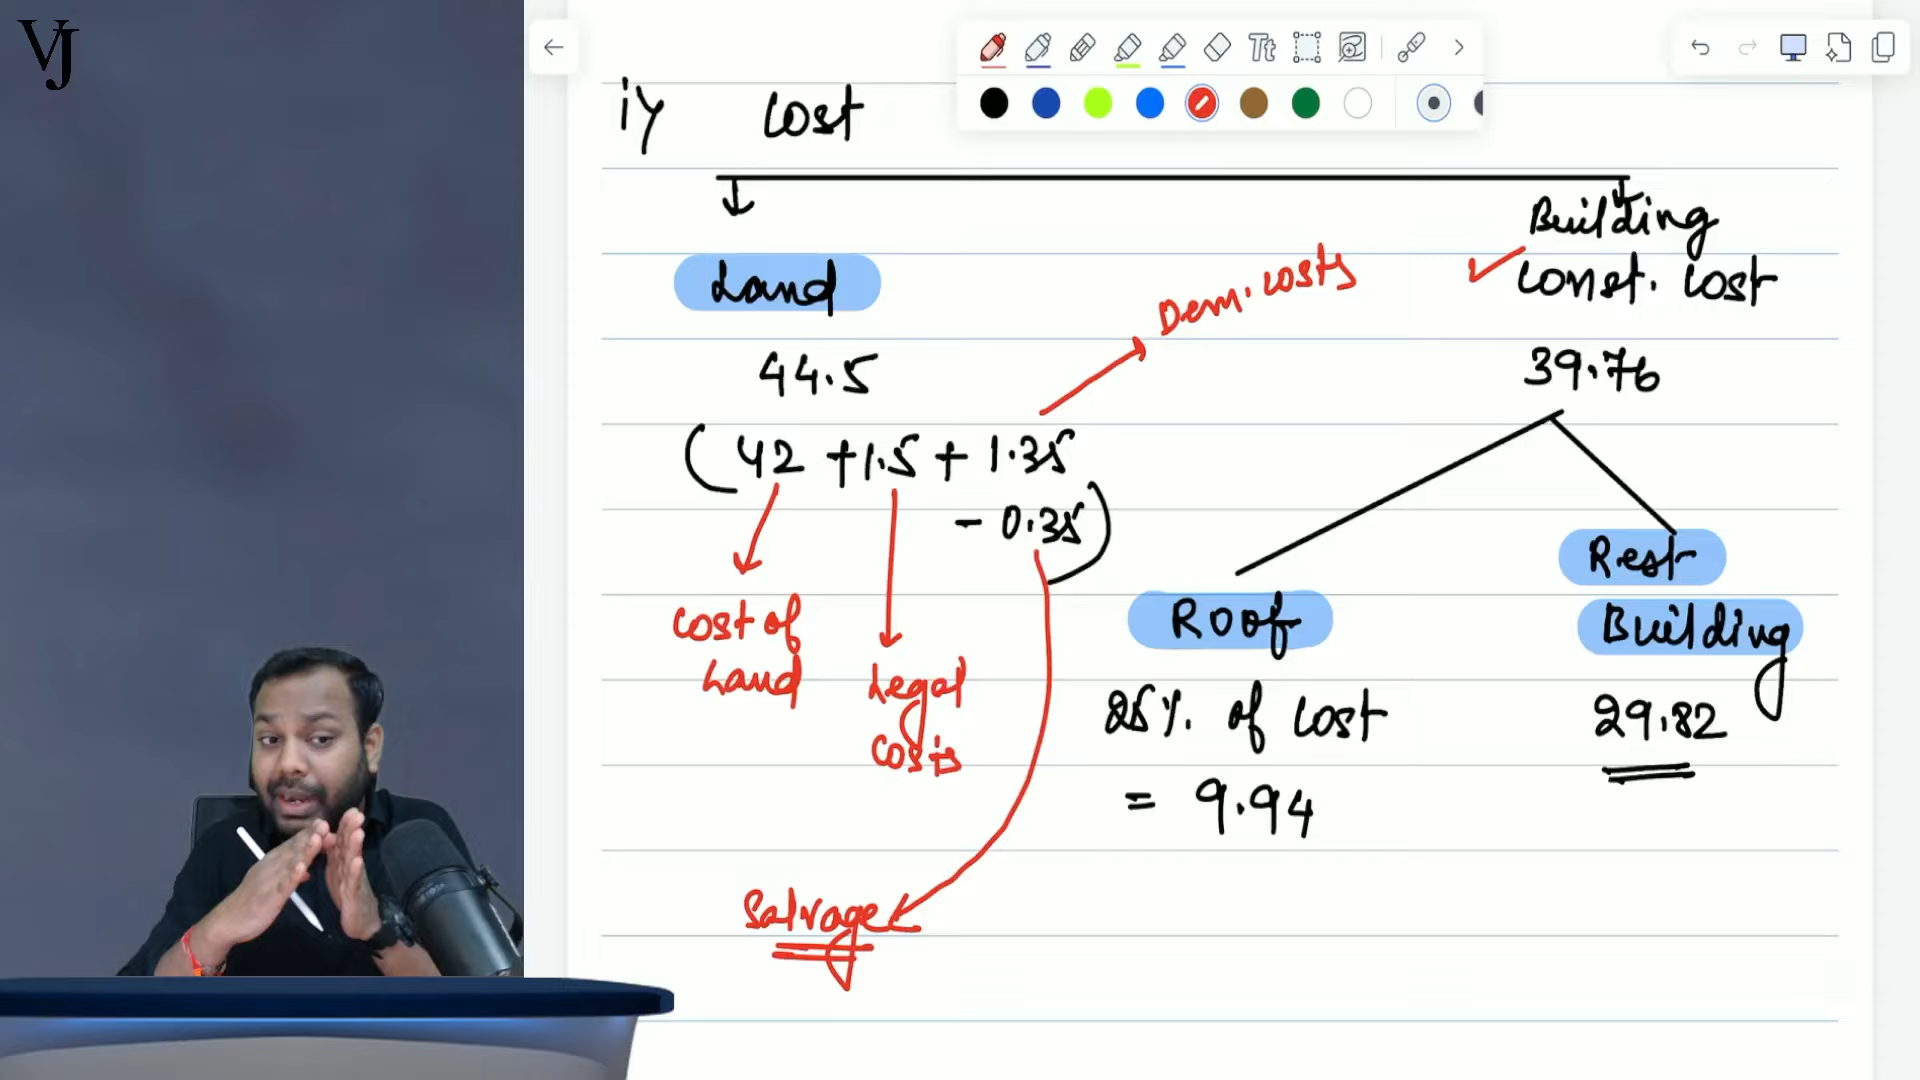 VJ
iy cost
Land
44.5
(42 + 1.5 + 1.35
- 0.35)
Dem. costs
Cost of
Land
Legal
Costs
Salvage
Building
const. cost
39.76
Roof
25% of cost
= 9.94
Rest
Building
29.82
Tt